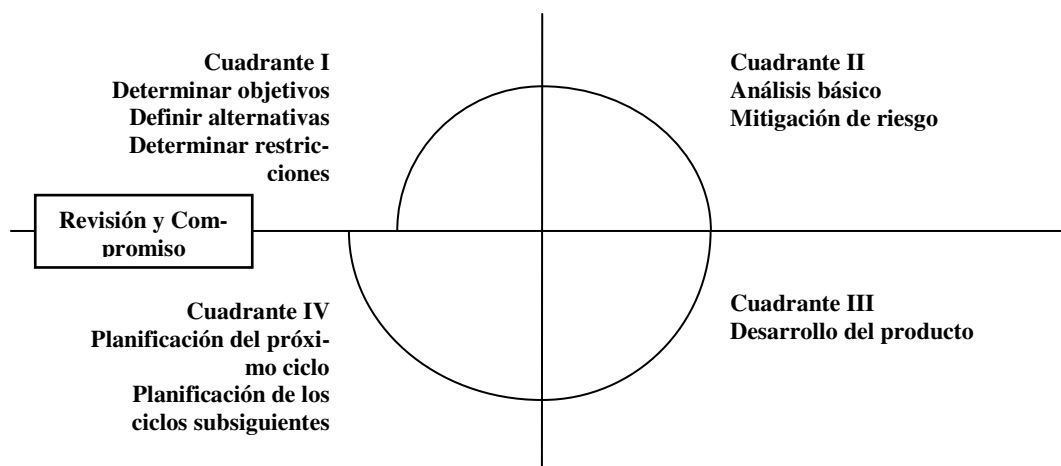 Cuadrante I
Determinar objetivos
Definir alternativas
Determinar restric-
ciones
Cuadrante II
Análisis básico
Mitigación de riesgo
Revisión y Com-
promiso
Cuadrante IV
Planificación del próxi-
mo ciclo
Planificación de los
ciclos subsiguientes
Cuadrante III
Desarrollo del producto